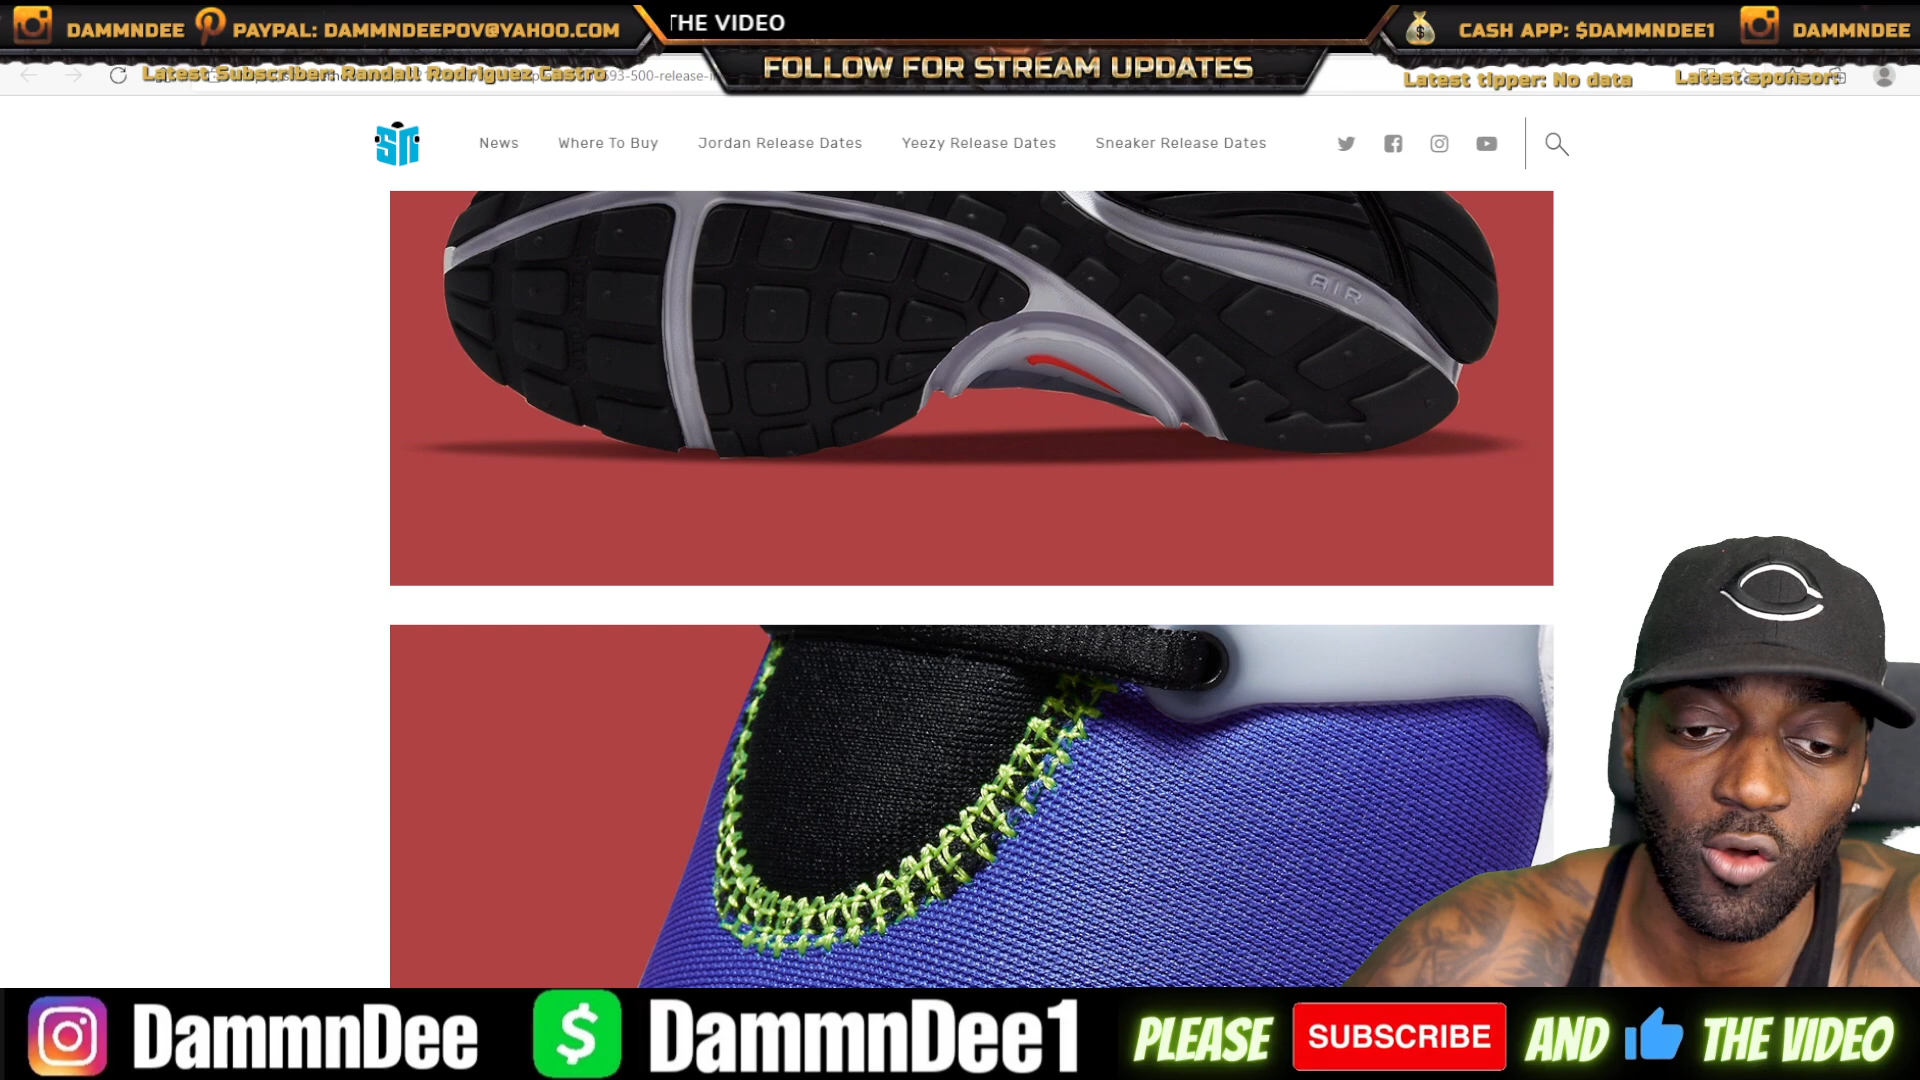 DAMMNDEE PAYPAL: DAMMNDEEPOV@YAHOO.COM
THE VIDEO
CASH APP: $DAMMNDEE1 DAMMNDEE
Latest Subscriber: Randall Rodriguez Castro
93-500-release-
FOLLOW FOR STREAM UPDATES
Latest tipper: No data
Latest sponsor:
SN
News
Where To Buy
Jordan Release Dates
Yeezy Release Dates
Sneaker Release Dates
AIR
DammnDee
$
DammnDee1
PLEASE SUBSCRIBE AND THE VIDEO